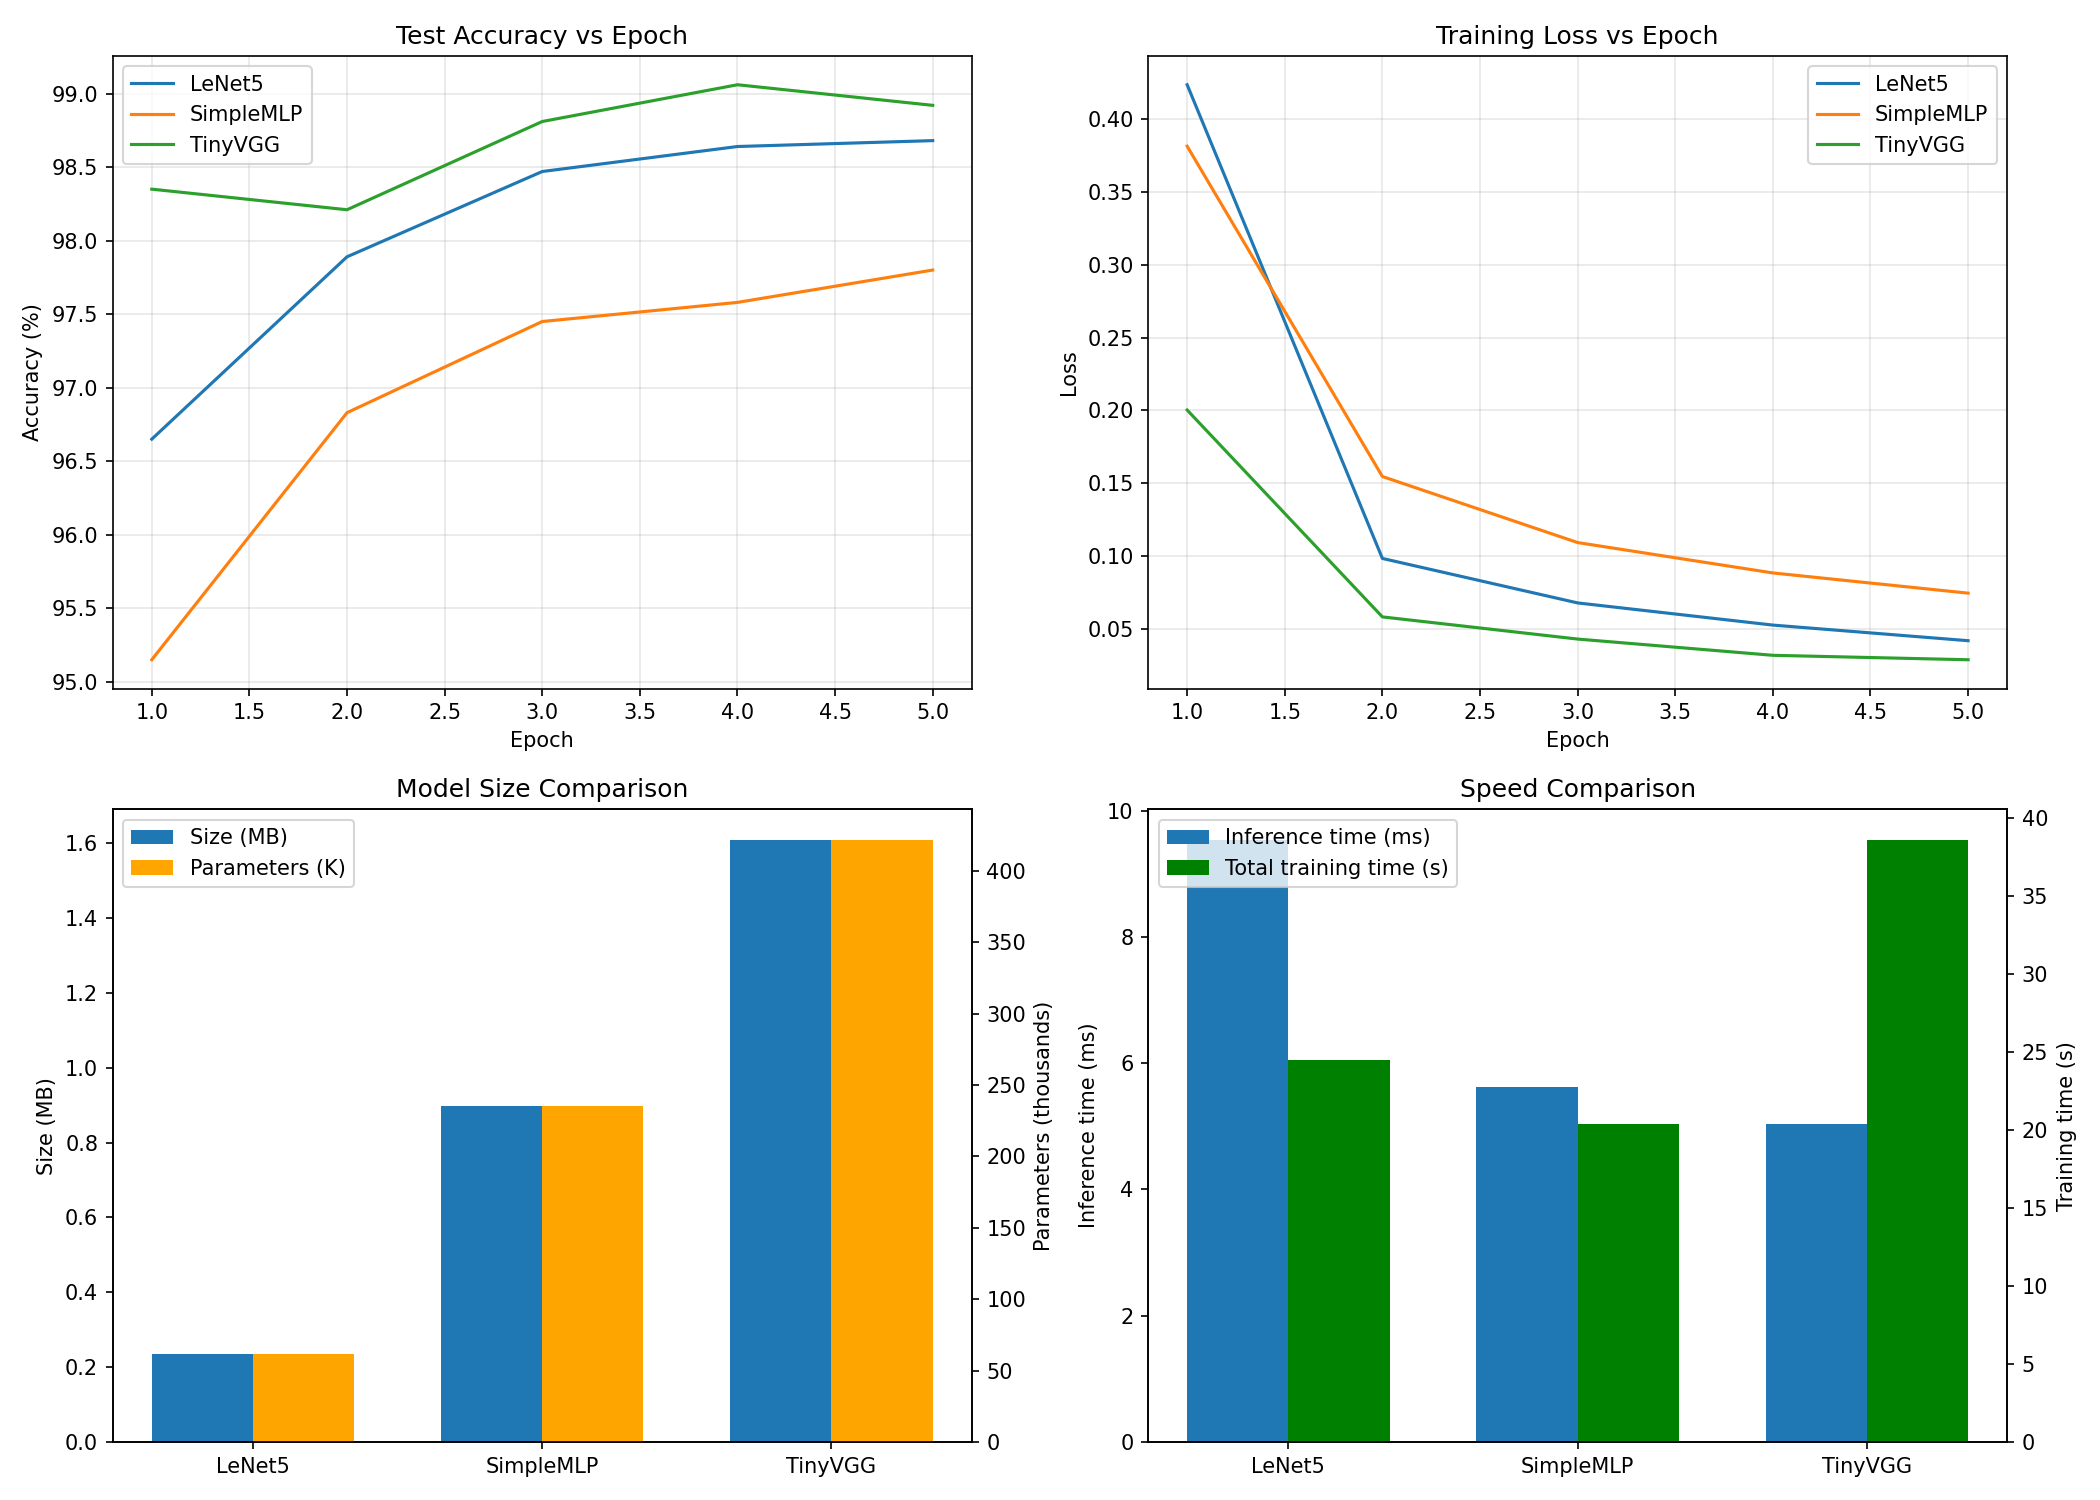 Test Accuracy vs Epoch
LeNet5
SimpleMLP
TinyVGG
Accuracy (%)
99.0
98.5
98.0
97.5
97.0
96.5
96.0
95.5
95.0
1.0 1.5 2.0 2.5 3.0 3.5 4.0 4.5 5.0
Epoch
Training Loss vs Epoch
LeNet5
SimpleMLP
TinyVGG
Loss
0.40
0.35
0.30
0.25
0.20
0.15
0.10
0.05
1.0 1.5 2.0 2.5 3.0 3.5 4.0 4.5 5.0
Epoch
Model Size Comparison
Size (MB)
Parameters (K)
Size (MB)
1.6
1.4
1.2
1.0
0.8
0.6
0.4
0.2
0.0
400
350
300
250
200
150
100
50
0
Parameters (thousands)
LeNet5 SimpleMLP TinyVGG
Speed Comparison
Inference time (ms)
Total training time (s)
Inference time (ms)
10
8
6
4
2
0
40
35
30
25
20
15
10
5
0
Training time (s)
LeNet5 SimpleMLP TinyVGG